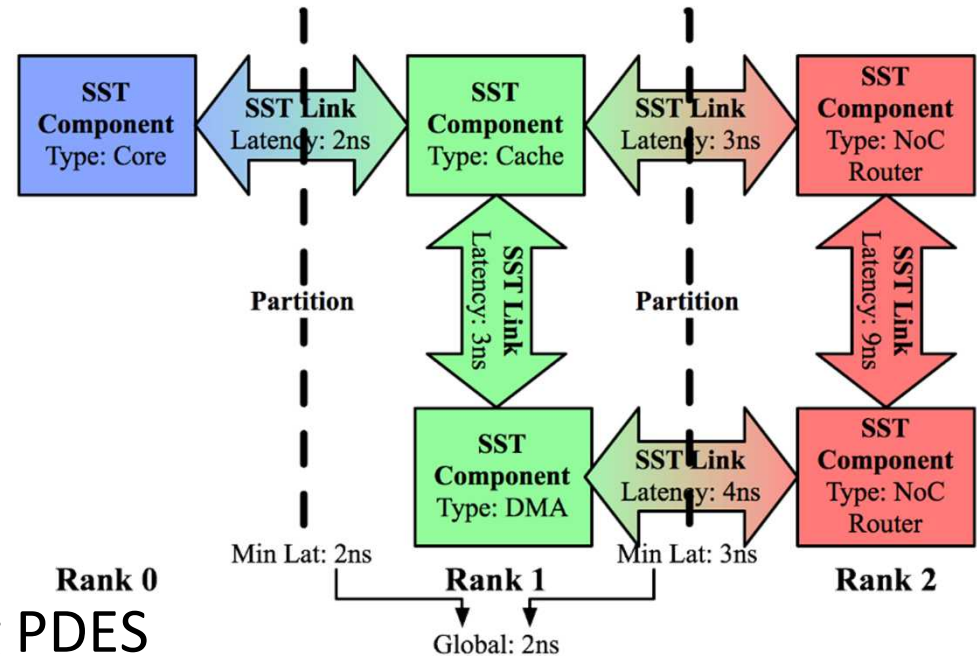 SST
Component
Type: Core
SST Link
Latency: 2ns
SST
Component
Type: Cache
SST Link
Latency: 3ns
SST
Component
Type: NoC
Router
Partition
SST Link
Latency: 3ns
Partition
SST Link
Latency: 9ns
SST
Component
Type: DMA
SST Link
Latency: 4ns
SST
Component
Type: NoC
Router
Min Lat: 2ns
Min Lat: 3ns
Rank 0
Rank 1
Rank 2
PDES
Global: 2ns